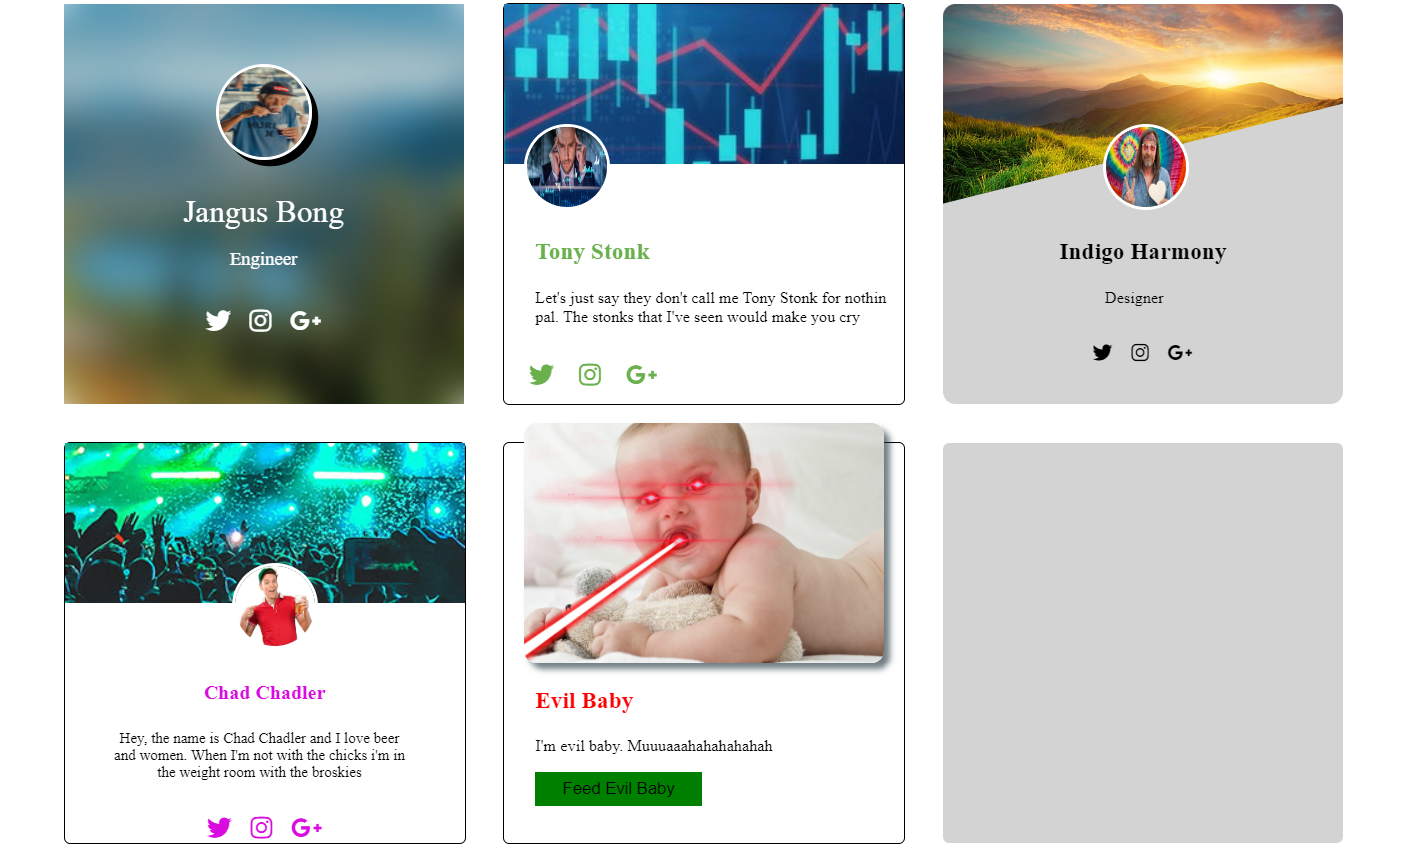 Jangus Bong
Engineer
Tony Stonk
Let's just say they don't call me Tony Stonk for nothin
pal. The stonks that I've seen would make you cry
Indigo Harmony
Designer
Chad Chadler
Hey, the name is Chad Chadler and I love beer
and women. When I'm not with the chicks i'm in
the weight room with the broskies
Evil Baby
I'm evil baby. Muuuaaahahahahahah
Feed Evil Baby